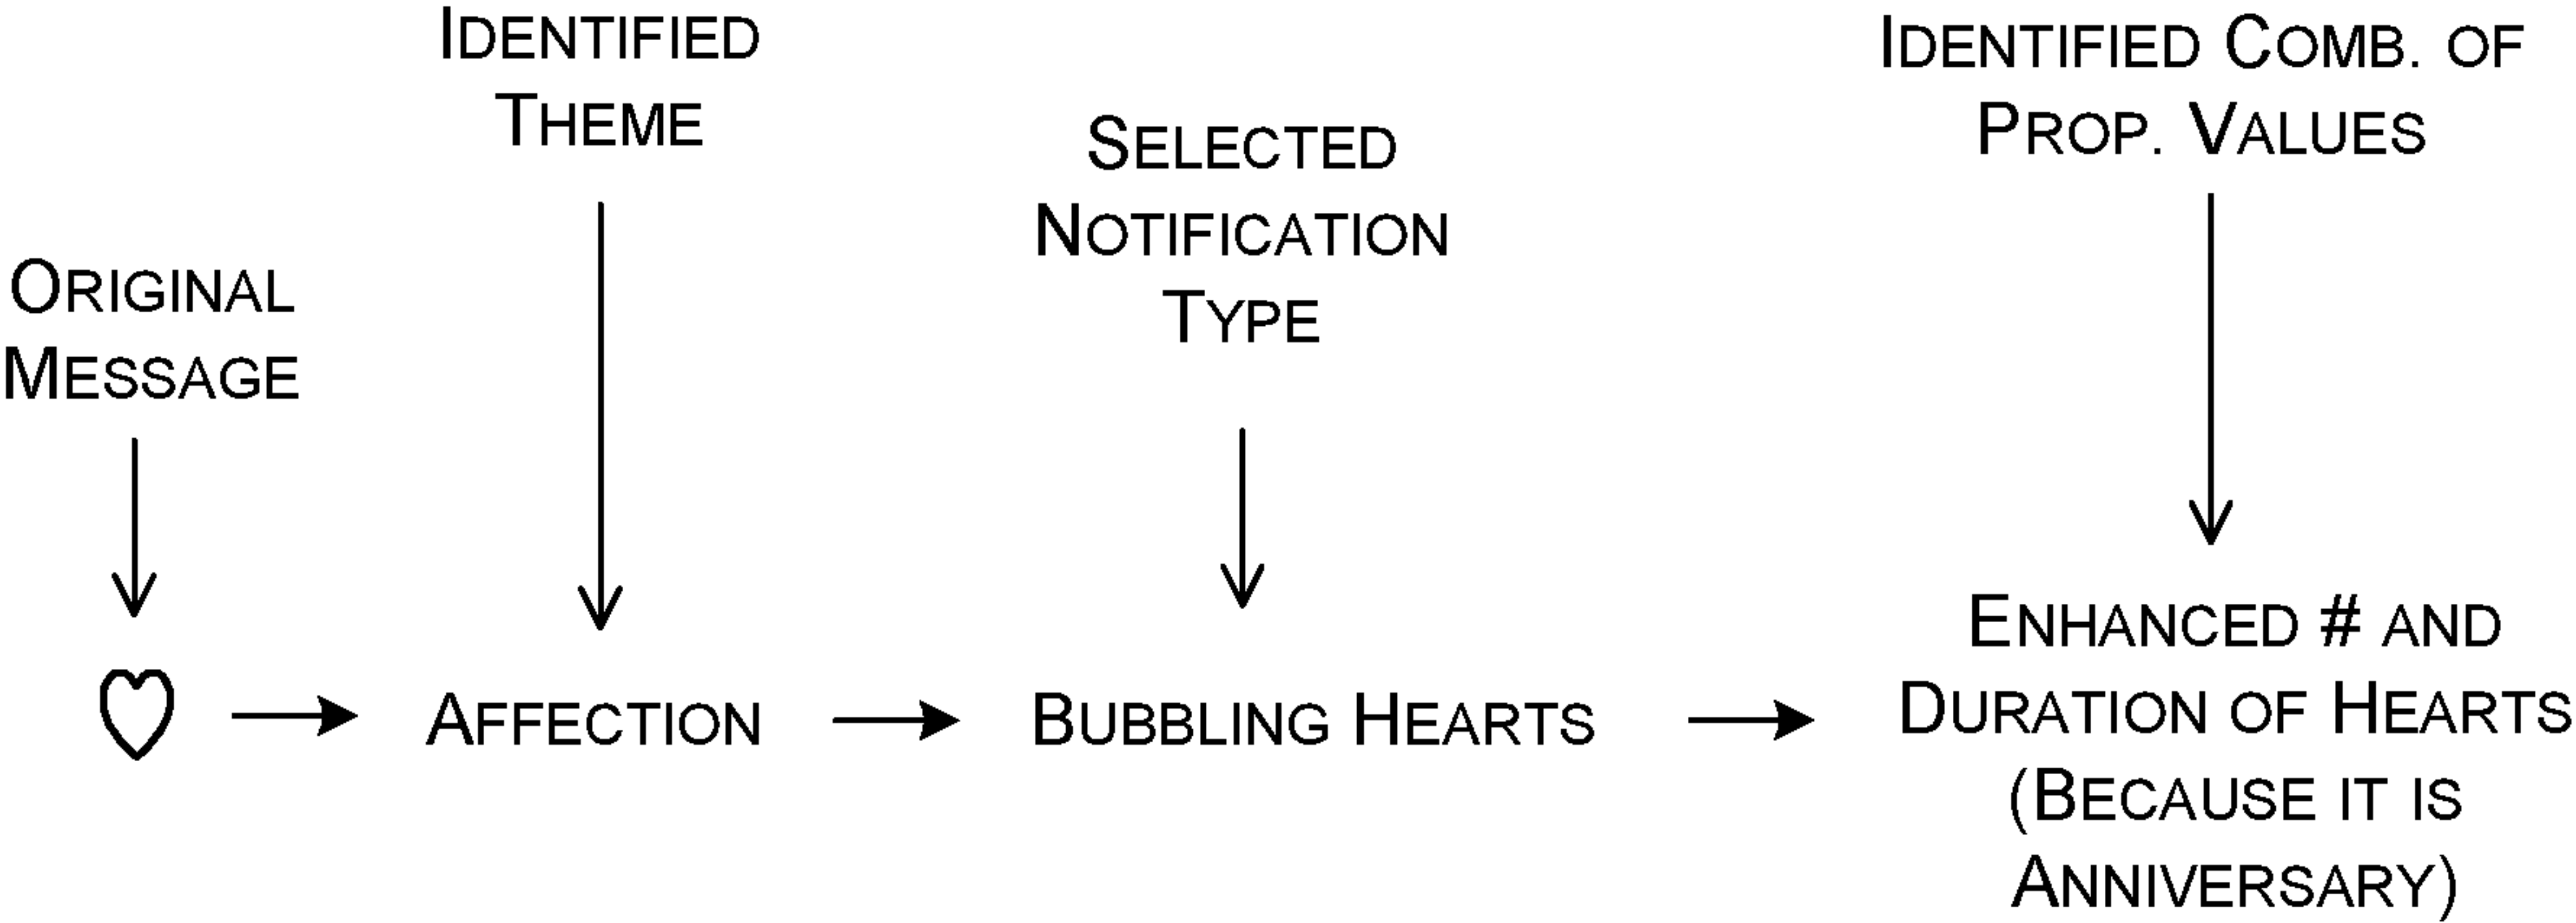 ORIGINAL
MESSAGE
IDENTIFIED
THEME
SELECTED
NOTIFICATION
TYPE
IDENTIFIED COMB. OF
PROP. VALUES
AFFECTION
BUBBLING HEARTS
ENHANCED # AND
DURATION OF HEARTS
(BECAUSE IT IS
ANNIVERSARY)